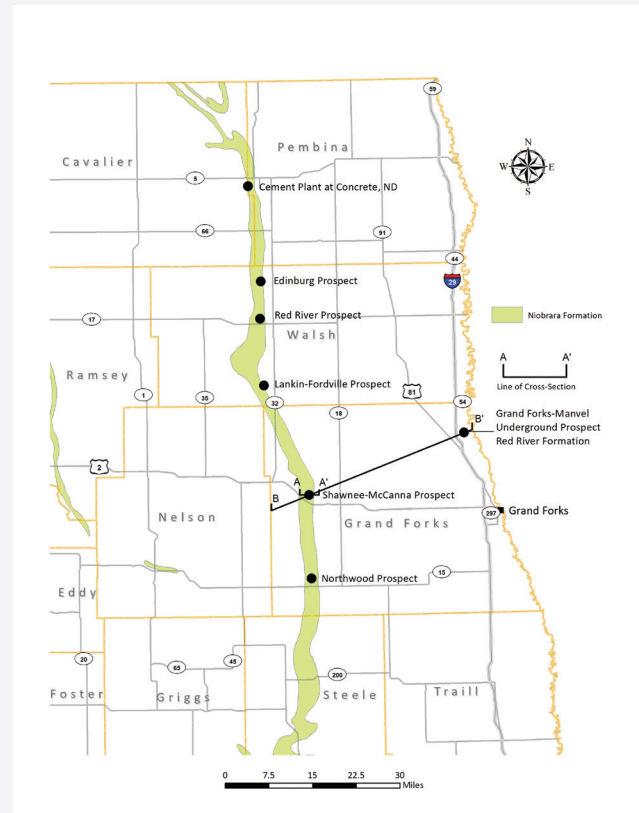 59
N
W
E
S
Pembina
Cavalier
5
Cement Plant at Concrete, ND
66
91
44
29
Edinburg Prospect
17
Red River Prospect
Niobrara Formation
Walsh
A
A'
Line of Cross-Section
Ramsey
Lankin-Fordville Prospect
1
35
81
32
54
18
B'
Grand Forks-Manvel
Underground Prospect
Red River Formation
2
A
A'
Shawnee-McCanna Prospect
B
Nelson
Grand Forks
297
Grand Forks
15
Northwood Prospect
Eddy
20
65
45
200
Foster
Griggs
Steele
Traill
0
7.5
15
22.5
30
Miles